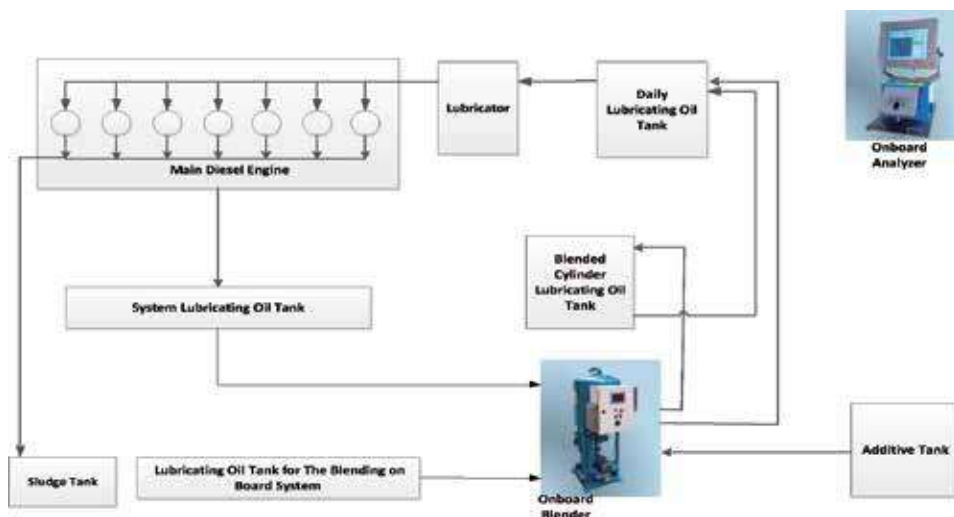 Main Diesel Engine
Lubricator
Daily
Lubricating Oil
Tank
Onboard
Analyzer
Blended
Cylinder
Lubricating Oil
Tank
System Lubricating Oil Tank
Sludge Tank
Lubricating Oil Tank for The Blending on
Board System
Onboard
Blender
Additive Tank